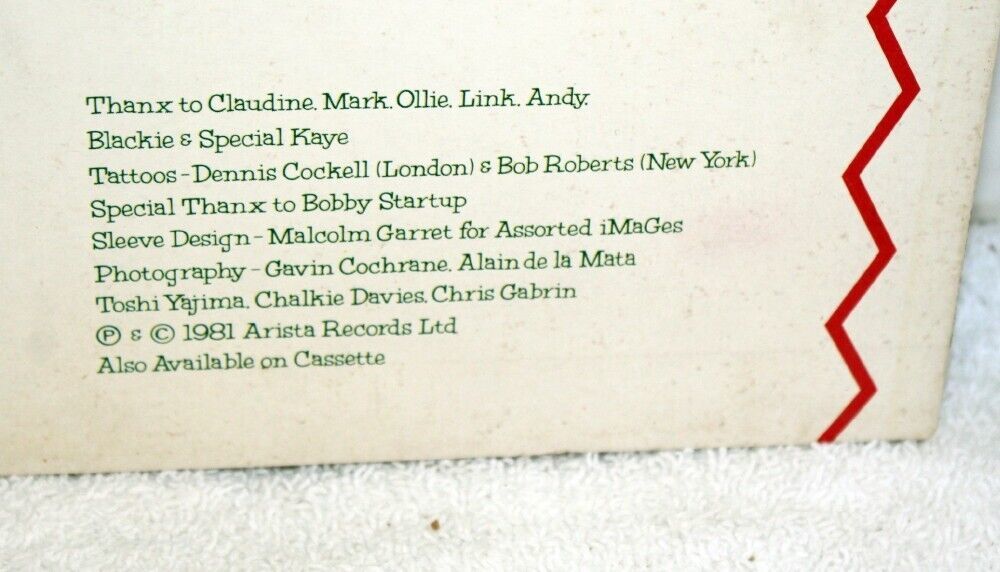 Thanx to Claudine. Mark. Ollie. Link. Andy.
Blackie & Special Kaye
Tattoos - Dennis Cockell (London) & Bob Roberts (New York)
Special Thanx to Bobby Startup
Sleeve Design - Malcolm Garret for Assorted iMaGes
Photography - Gavin Cochrane. Alain de la Mata
Toshi Yajima. Chalkie Davies. Chris Gabrin
℗ & © 1981 Arista Records Ltd
Also Available on Cassette